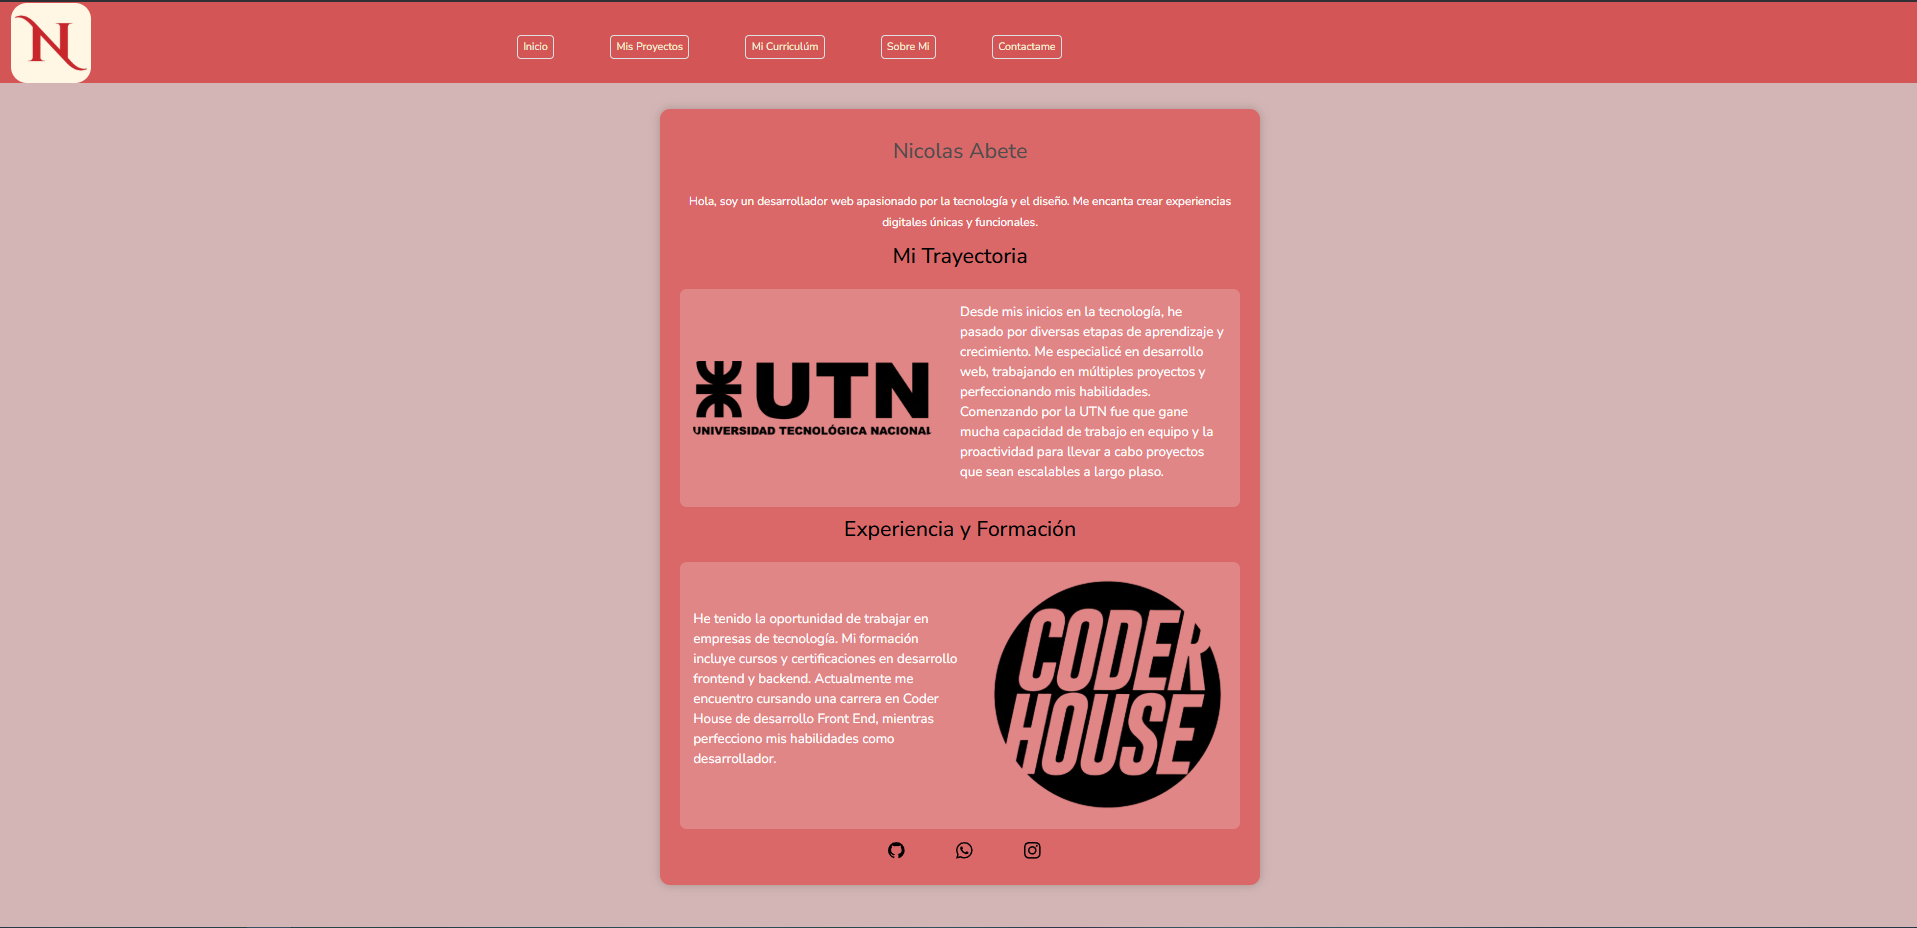 N
Inicio
Mis Proyectos
Mi Curriculúm
Sobre Mi
Contactame
Nicolas Abete
Hola, soy un desarrollador web apasionado por la tecnología y el diseño. Me encanta crear experiencias
digitales únicas y funcionales.
Mi Trayectoria
UTN
UNIVERSIDAD TECNOLÓGICA NACIONAL
Desde mis inicios en la tecnología, he
pasado por diversas etapas de aprendizaje y
crecimiento. Me especialicé en desarrollo
web, trabajando en múltiples proyectos y
perfeccionando mis habilidades.
Comenzando por la UTN fue que gane
mucha capacidad de trabajo en equipo y la
proactividad para llevar a cabo proyectos
que sean escalables a largo plaso.
Experiencia y Formación
He tenido la oportunidad de trabajar en
empresas de tecnología. Mi formación
incluye cursos y certificaciones en desarrollo
frontend y backend. Actualmente me
encuentro cursando una carrera en Coder
House de desarrollo Front End, mientras
perfecciono mis habilidades como
desarrollador.
CODER
HOUSE